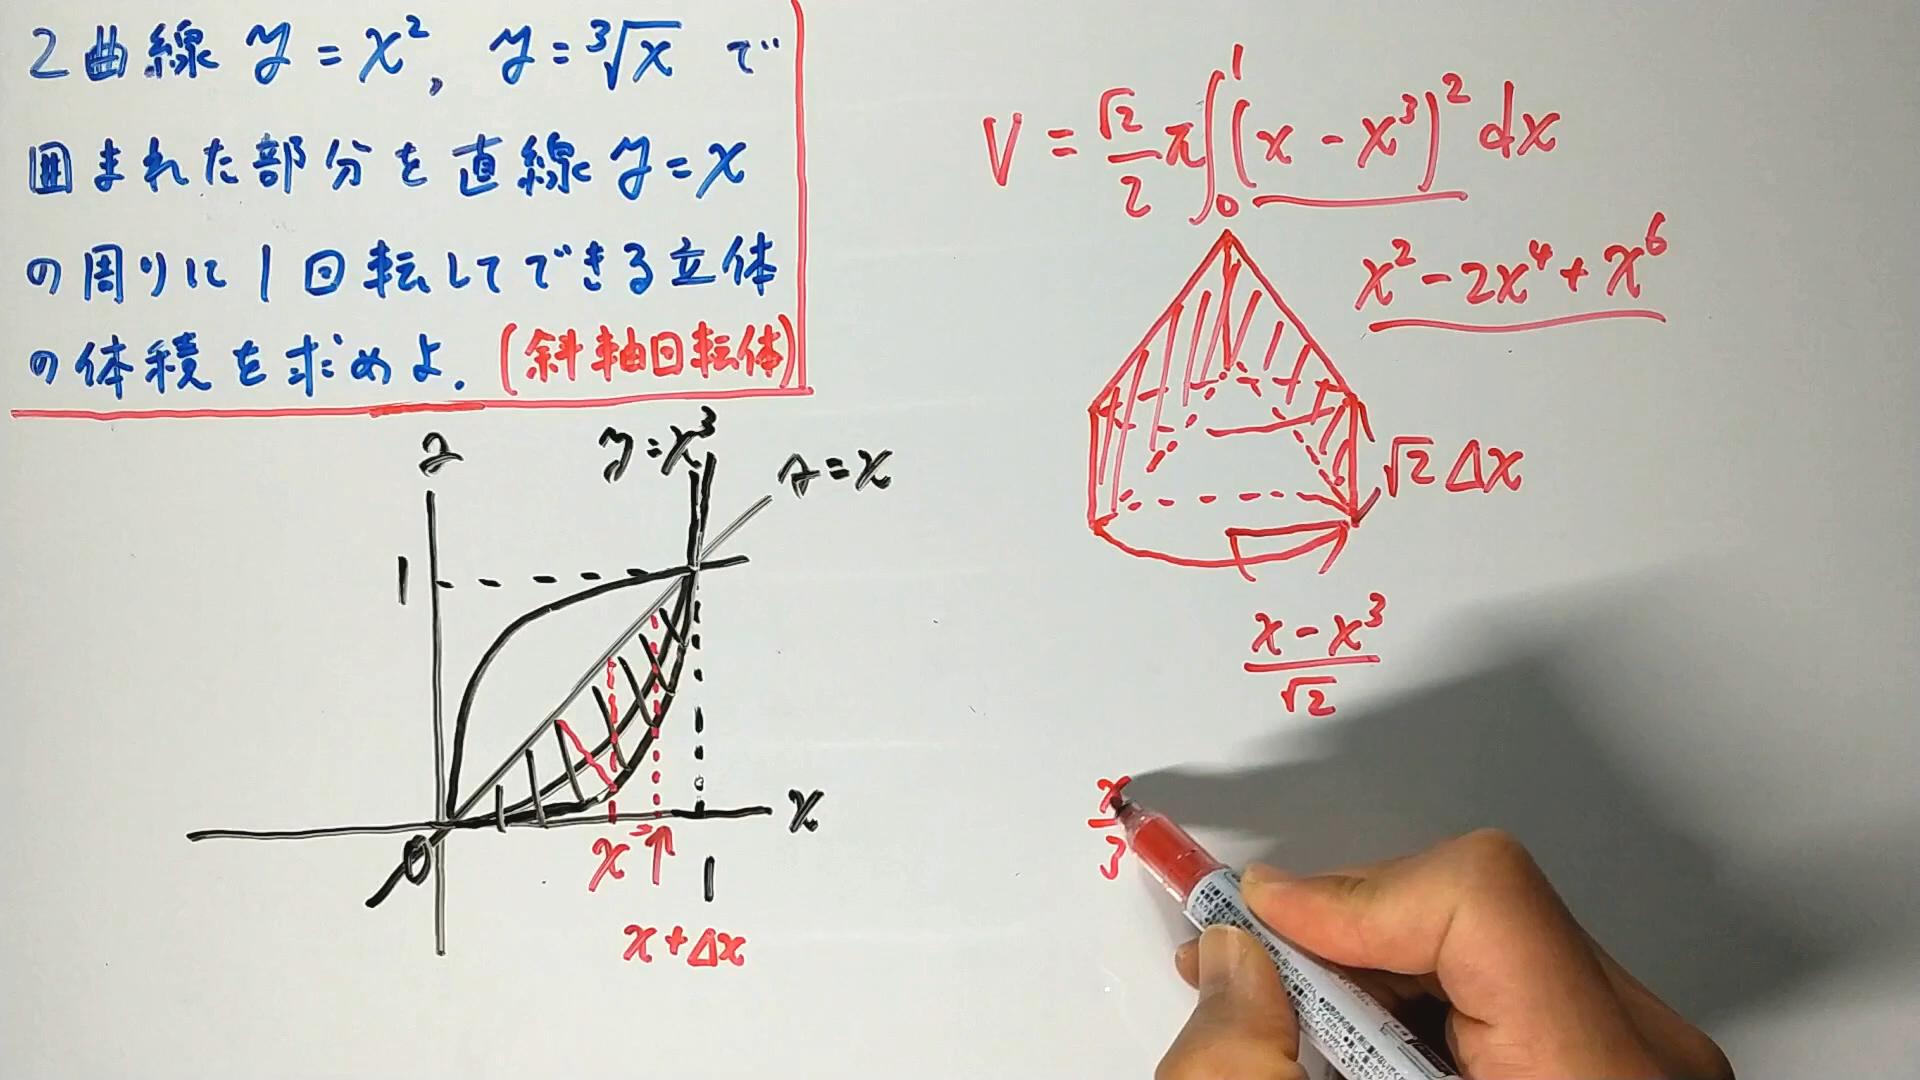 2曲線 y=x², y=³√x で
囲まれた部分を直線 y=x
の周りに1回転してできる立体
の体積を求めよ.(斜軸回転体)
V = √2/2 π∫₀¹ (x - x³)² dx
x² - 2x⁴ + x⁶
√2 Δx
x - x³
√2
y=x³
y=x
1
x
0
x
1
x + Δx
x
3